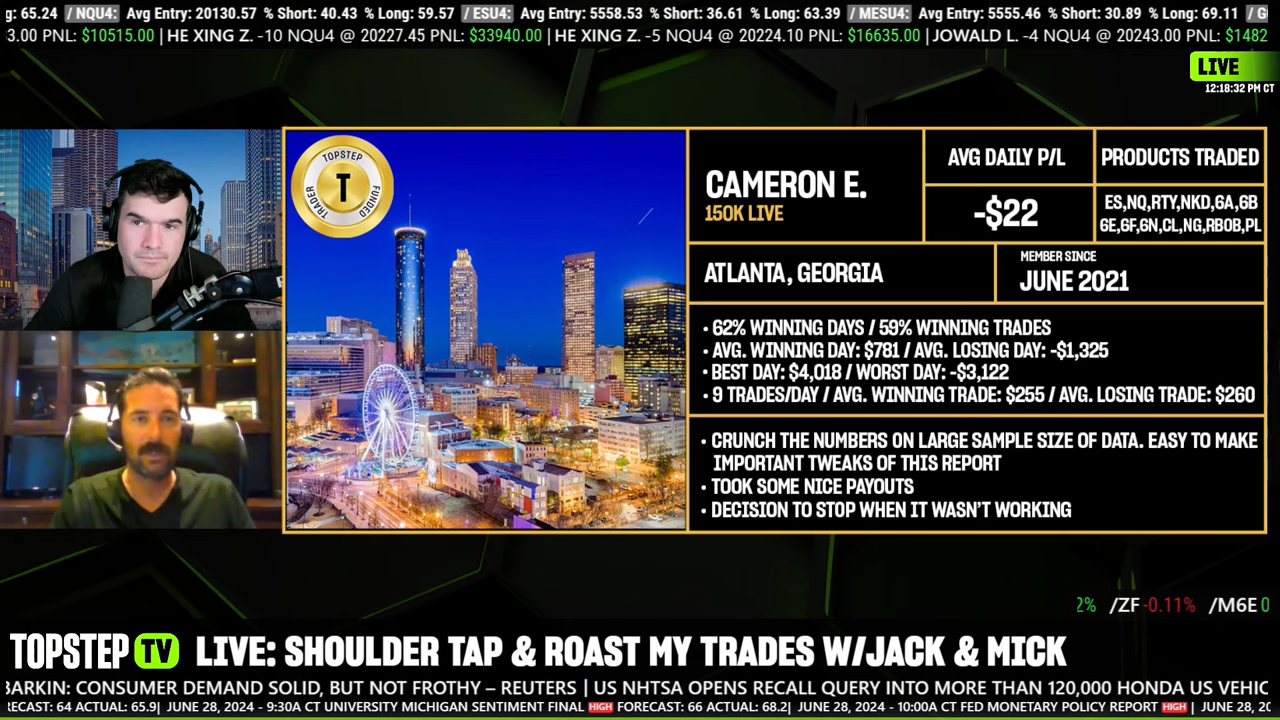 g: 65.24 / NQU4: Avg Entry: 20130.57 % Short: 40.43 % Long: 59.57 / ESU4: Avg Entry: 5558.53 % Short: 36.61 % Long: 63.39 / MESU4: Avg Entry: 5555.46 % Short: 30.89 % Long: 69.11 / G
3.00 PNL: $10515.00 | HE XING Z. -10 NQU4 @ 20227.45 PNL: $33940.00 | HE XING Z. -5 NQU4 @ 20224.10 PNL: $16635.00 | JOWALD L. -4 NQU4 @ 20243.00 PNL: $1482
LIVE
12:18:32 PM CT
TOPSTEP
T
FUNDED TRADER
CAMERON E.
150K LIVE
AVG DAILY P/L
-$22
PRODUCTS TRADED
ES,NQ,RTY,NKD,6A,6B
6E,6F,6N,CL,NG,RBOB,PL
ATLANTA, GEORGIA
MEMBER SINCE
JUNE 2021
• 62% WINNING DAYS / 59% WINNING TRADES
• AVG. WINNING DAY: $781 / AVG. LOSING DAY: -$1,325
• BEST DAY: $4,018 / WORST DAY: -$3,122
• 9 TRADES/DAY / AVG. WINNING TRADE: $255 / AVG. LOSING TRADE: $260
• CRUNCH THE NUMBERS ON LARGE SAMPLE SIZE OF DATA. EASY TO MAKE
IMPORTANT TWEAKS OF THIS REPORT
• TOOK SOME NICE PAYOUTS
• DECISION TO STOP WHEN IT WASN'T WORKING
2% /ZF -0.11% /M6E 0
TOPSTEP TV LIVE: SHOULDER TAP & ROAST MY TRADES W/JACK & MICK
BARKIN: CONSUMER DEMAND SOLID, BUT NOT FROTHY – REUTERS | US NHTSA OPENS RECALL QUERY INTO MORE THAN 120,000 HONDA US VEHIC
RECAST: 64 ACTUAL: 65.9| JUNE 28, 2024 - 9:30A CT UNIVERSITY MICHIGAN SENTIMENT FINAL HIGH FORECAST: 66 ACTUAL: 68.2| JUNE 28, 2024 - 10:00A CT FED MONETARY POLICY REPORT HIGH | JUNE 28, 20